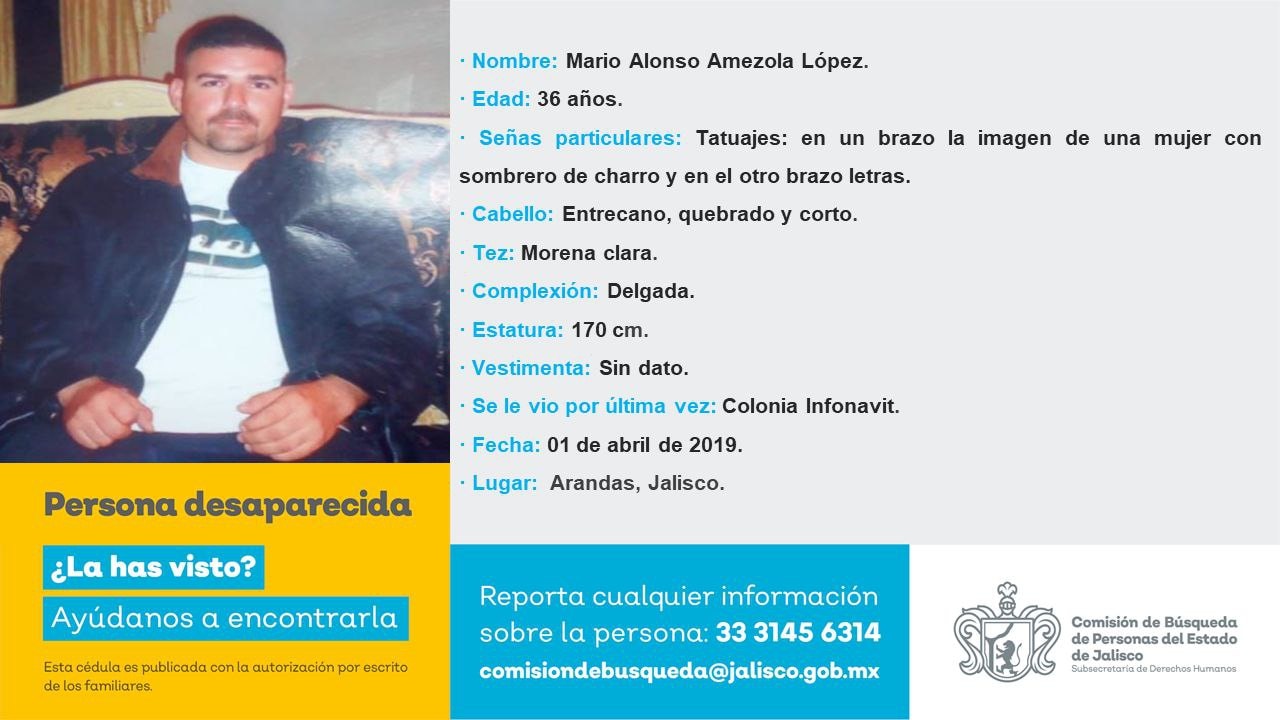 · Nombre: Mario Alonso Amezola López.
· Edad: 36 años.
· Señas particulares: Tatuajes: en un brazo la imagen de una mujer con
sombrero de charro y en el otro brazo letras.
· Cabello: Entrecano, quebrado y corto.
· Tez: Morena clara.
· Complexión: Delgada.
· Estatura: 170 cm.
· Vestimenta: Sin dato.
· Se le vio por última vez: Colonia Infonavit.
· Fecha: 01 de abril de 2019.
· Lugar: Arandas, Jalisco.
Persona desaparecida
¿La has visto?
Ayúdanos a encontrarla
Esta cédula es publicada con la autorización por escrito
de los familiares.
Reporta cualquier información
sobre la persona: 33 3145 6314
comisiondebusqueda@jalisco.gob.mx
Comisión de Búsqueda
de Personas del Estado
de Jalisco
Subsecretaría de Derechos Humanos